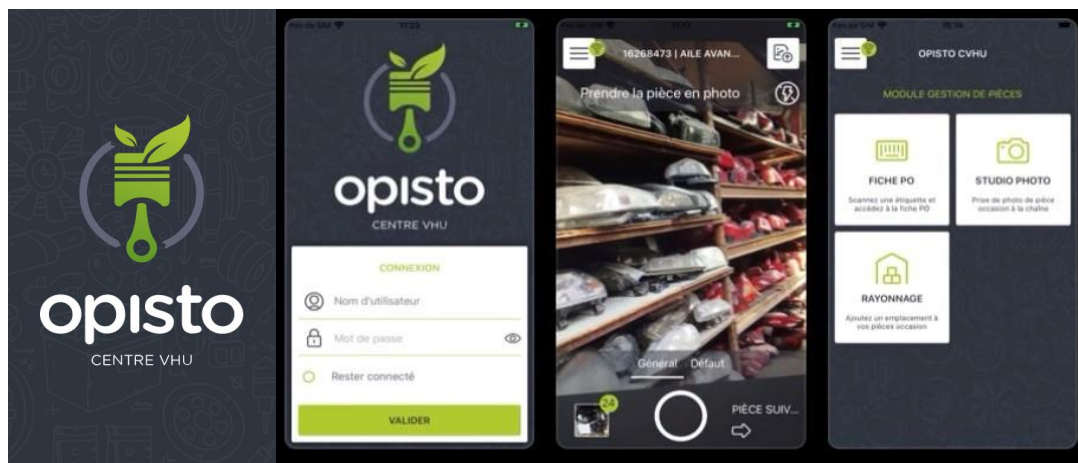 opisto
CENTRE VHU
11:23
opisto
CENTRE VHU
CONNEXION
Nom d'utilisateur
Mot de passe
Rester connecté
VALIDER
16268473 | AILE AVAN...
Prendre la pièce en photo
Général Défaut
24
PIÈCE SUIV...
OPISTO CVHU
MODULE GESTION DE PIÈCES
FICHE PO
Scannez une étiquette et
accédez à la fiche PO
STUDIO PHOTO
Prise de photo de pièce
occasion à la chaîne
RAYONNAGE
Ajoutez un emplacement à
vos pièces occasion